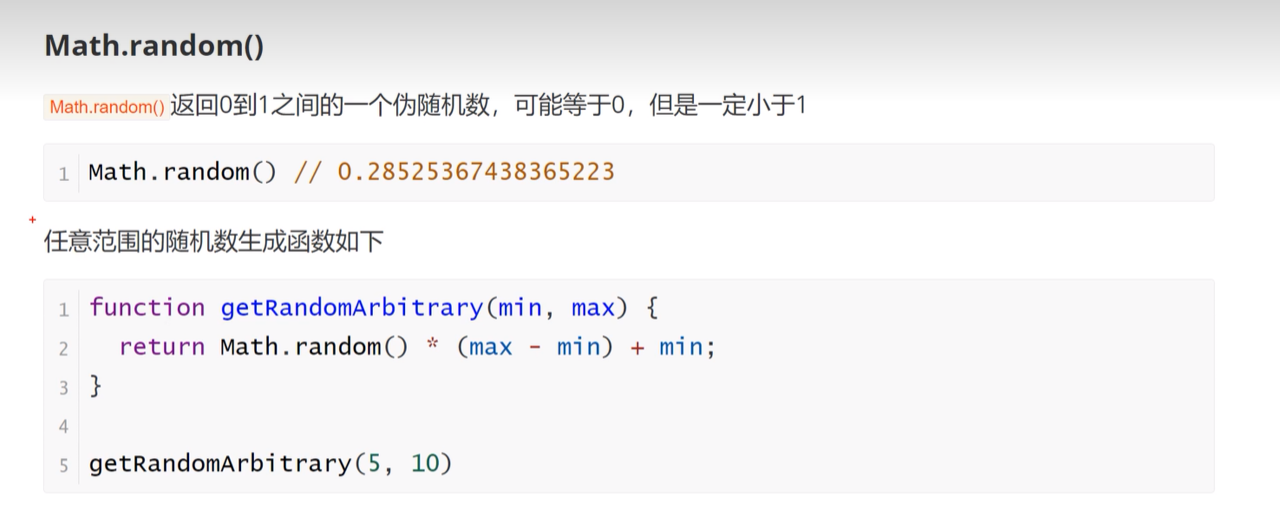 Math.random()
Math.random() 返回0到1之间的一个伪随机数，可能等于0，但是一定小于1
1 Math.random() // 0.28525367438365223
任意范围的随机数生成函数如下
1 function getRandomArbitrary(min, max) {
2   return Math.random() * (max - min) + min;
3 }
4
5 getRandomArbitrary(5, 10)